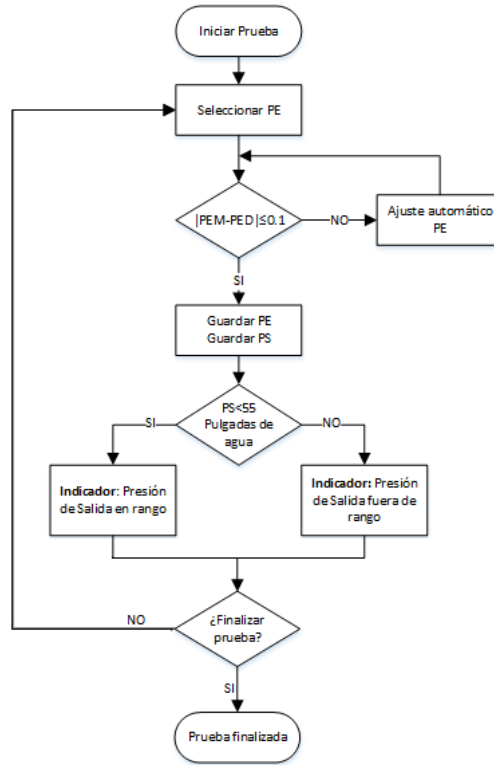 Iniciar Prueba
Seleccionar PE
|PEM-PED|≤0.1
NO
Ajuste automático
PE
SI
Guardar PE
Guardar PS
PS<55
Pulgadas de
agua
SI
NO
Indicador: Presión
de Salida en rango
Indicador: Presión
de Salida fuera de
rango
¿Finalizar
prueba?
NO
SI
Prueba finalizada